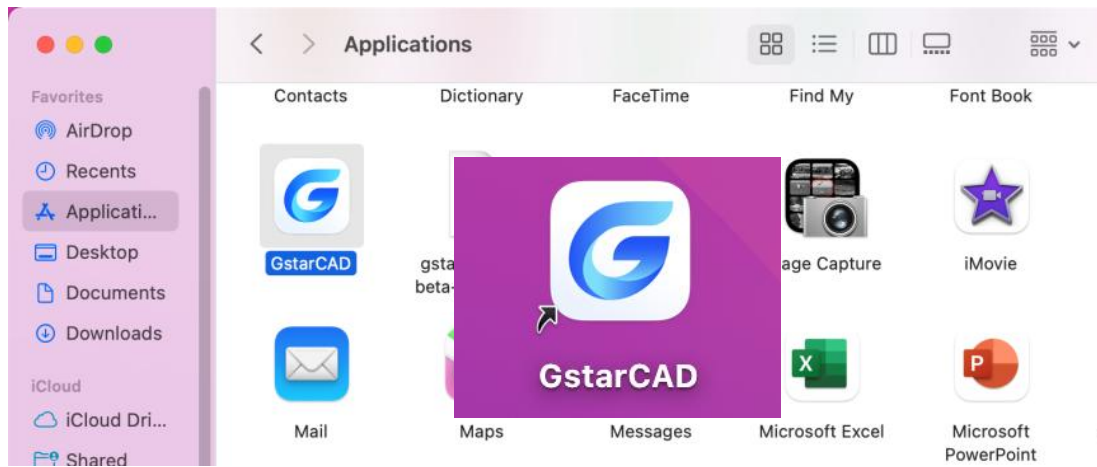 Applications
Favorites
AirDrop
Recents
Applicati...
Desktop
Documents
Downloads
iCloud
iCloud Dri...
Shared
Contacts
Dictionary
FaceTime
Find My
Font Book
GstarCAD
gsta
beta-
GstarCAD
age Capture
iMovie
Mail
Maps
Messages
Microsoft Excel
Microsoft
PowerPoint